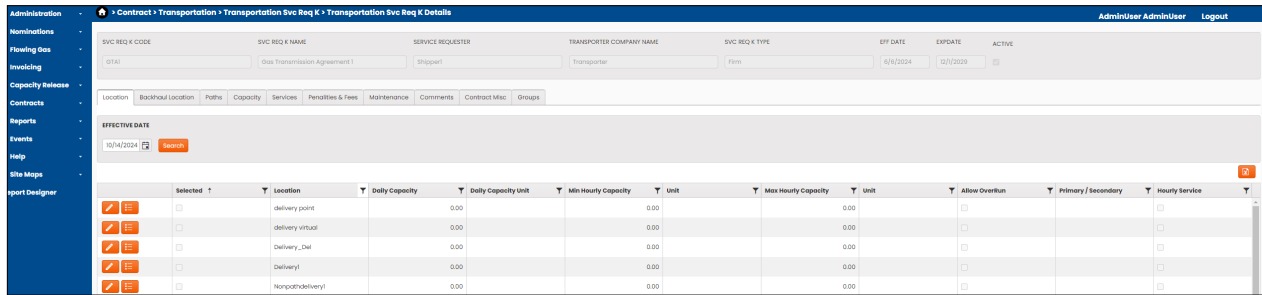 Administration
> Contract > Transportation > Transportation Svc Req K > Transportation Svc Req K Details
AdminUser AdminUser Logout
Nominations
Flowing Gas
Invoicing
Capacity Release
Contracts
Reports
Events
Help
Site Maps
eport Designer
SVC REQ K CODE SVC REQ K NAME SERVICE REQUESTER TRANSPORTER COMPANY NAME SVC REQ K TYPE EFF DATE EXPDATE ACTIVE
GTA1 Gas Transmission Agreement 1 Shipper1 Transporter Firm 6/6/2024 12/1/2029
Location Backhaul Location Paths Capacity Services Penalities & Fees Maintenance Comments Contract Misc Groups
EFFECTIVE DATE
10/14/2024 Search
Selected ↑ Location Daily Capacity Daily Capacity Unit Min Hourly Capacity Unit Max Hourly Capacity Unit Allow OverRun Primary / Secondary Hourly Service
delivery point 0.00 0.00 0.00
delivery virtual 0.00 0.00 0.00
Delivery_Del 0.00 0.00 0.00
Delivery1 0.00 0.00 0.00
Nonpathdelivery1 0.00 0.00 0.00